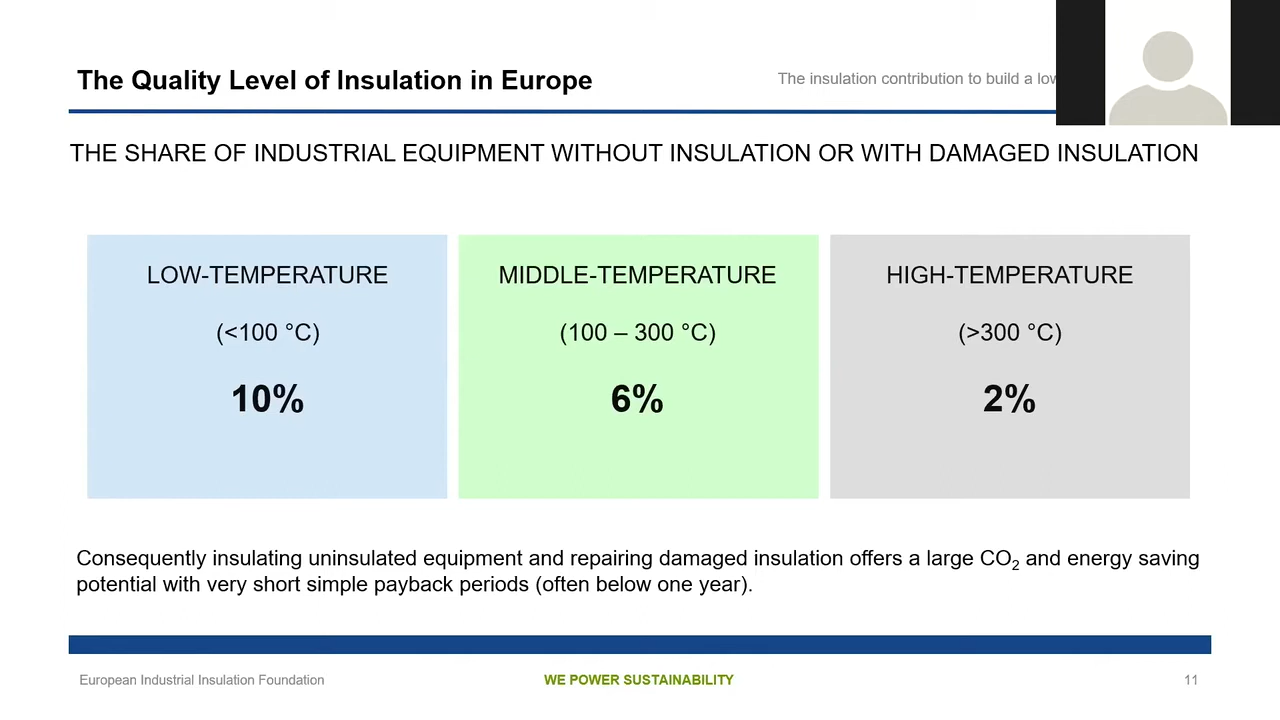 The Quality Level of Insulation in Europe
The insulation contribution to build a
THE SHARE OF INDUSTRIAL EQUIPMENT WITHOUT INSULATION OR WITH DAMAGED INSULATION
LOW-TEMPERATURE
(<100 °C)
10%
MIDDLE-TEMPERATURE
(100 – 300 °C)
6%
HIGH-TEMPERATURE
(>300 °C)
2%
Consequently insulating uninsulated equipment and repairing damaged insulation offers a large CO₂ and energy saving
potential with very short simple payback periods (often below one year).
European Industrial Insulation Foundation
WE POWER SUSTAINABILITY
11